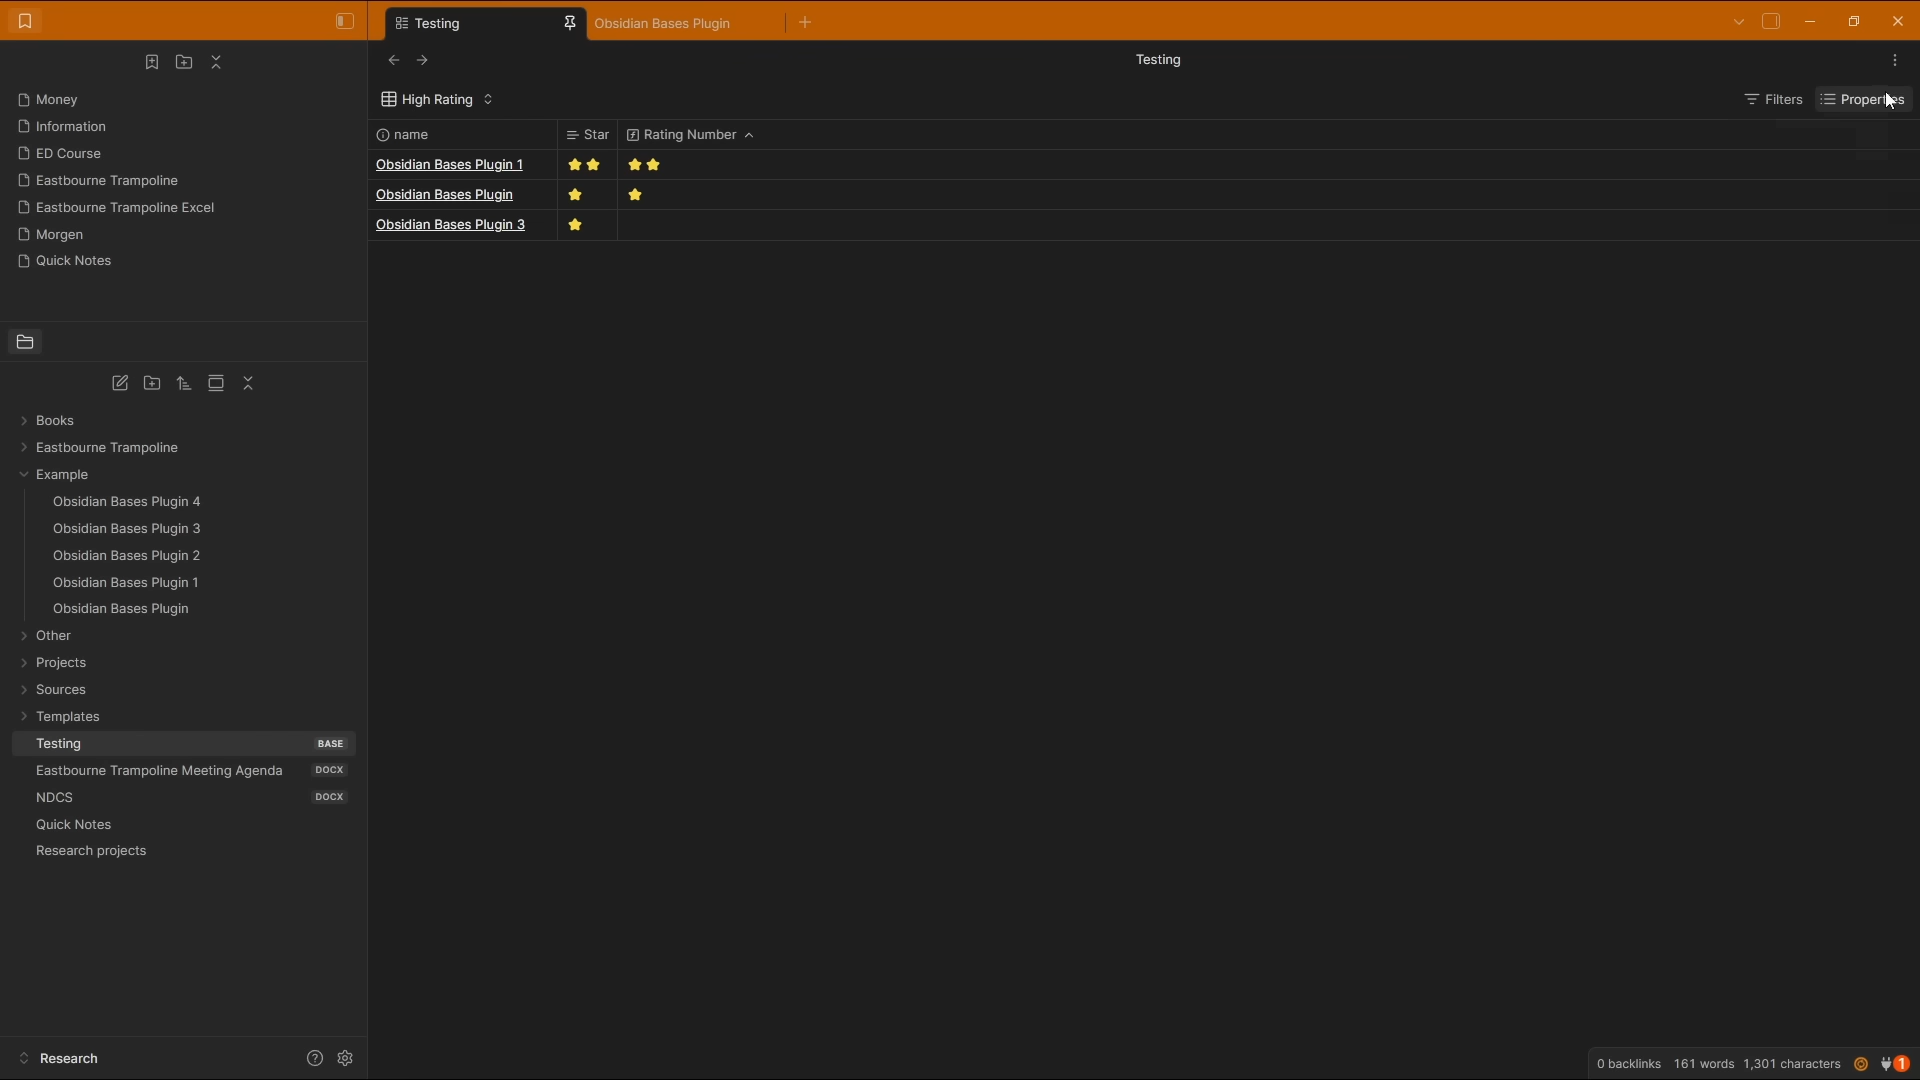 Testing
Obsidian Bases Plugin
Testing
High Rating
Filters
Properties
name
Star
Rating Number
Obsidian Bases Plugin 1
⭐⭐
⭐⭐
Obsidian Bases Plugin
⭐
⭐
Obsidian Bases Plugin 3
⭐
Money
Information
ED Course
Eastbourne Trampoline
Eastbourne Trampoline Excel
Morgen
Quick Notes
Books
Eastbourne Trampoline
Example
Obsidian Bases Plugin 4
Obsidian Bases Plugin 3
Obsidian Bases Plugin 2
Obsidian Bases Plugin 1
Obsidian Bases Plugin
Other
Projects
Sources
Templates
Testing BASE
Eastbourne Trampoline Meeting Agenda DOCX
NDCS DOCX
Quick Notes
Research projects
Research
0 backlinks 161 words 1,301 characters 1